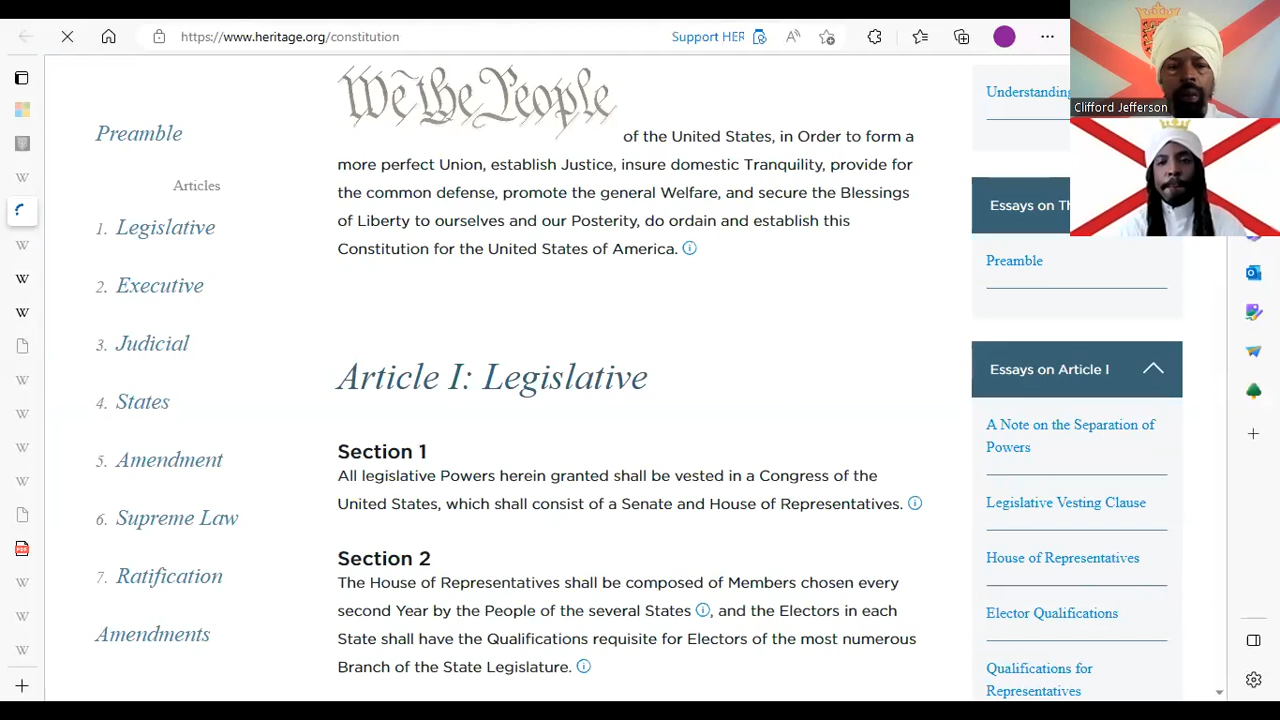 https://www.heritage.org/constitution
Support HER
Clifford Jefferson
Preamble
Articles
1. Legislative
2. Executive
3. Judicial
4. States
5. Amendment
6. Supreme Law
7. Ratification
Amendments
We the People
of the United States, in Order to form a
more perfect Union, establish Justice, insure domestic Tranquility, provide for
the common defense, promote the general Welfare, and secure the Blessings
of Liberty to ourselves and our Posterity, do ordain and establish this
Constitution for the United States of America.
Article I: Legislative
Section 1
All legislative Powers herein granted shall be vested in a Congress of the
United States, which shall consist of a Senate and House of Representatives.
Section 2
The House of Representatives shall be composed of Members chosen every
second Year by the People of the several States, and the Electors in each
State shall have the Qualifications requisite for Electors of the most numerous
Branch of the State Legislature.
Understanding
Essays on Th
Preamble
Essays on Article I
A Note on the Separation of
Powers
Legislative Vesting Clause
House of Representatives
Elector Qualifications
Qualifications for
Representatives